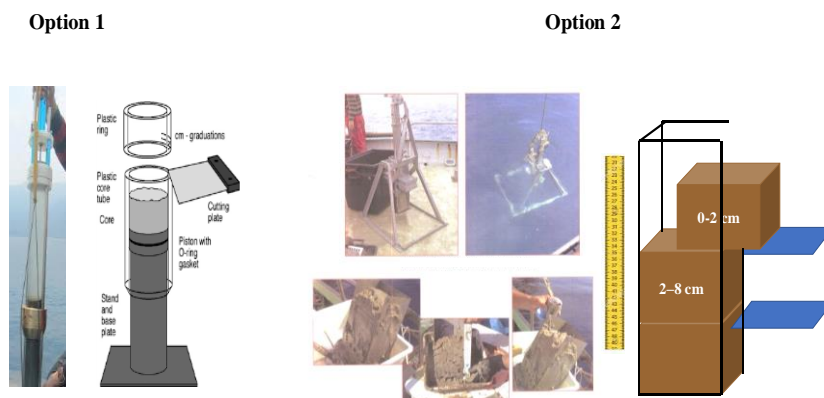 Option 1
Option 2
Plastic
ring
cm - graduations
Plastic
core
tube
Core
Cutting
plate
Piston with
O-ring
gasket
Stand
and
base
plate
0-2 cm
2–8 cm